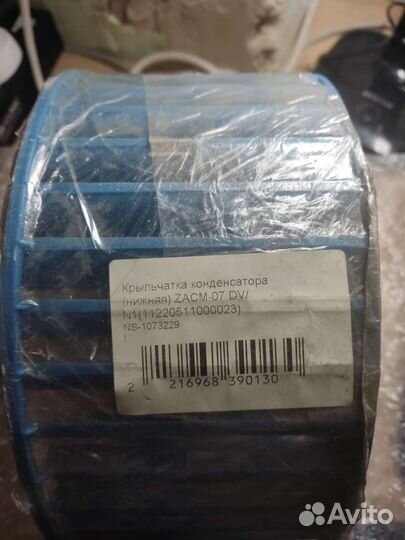 Крыльчатка конденсатора
(нижняя) ZACM-07 DV/
N1(11220511000023)
NS-1073229
2 216968 390130
Avito